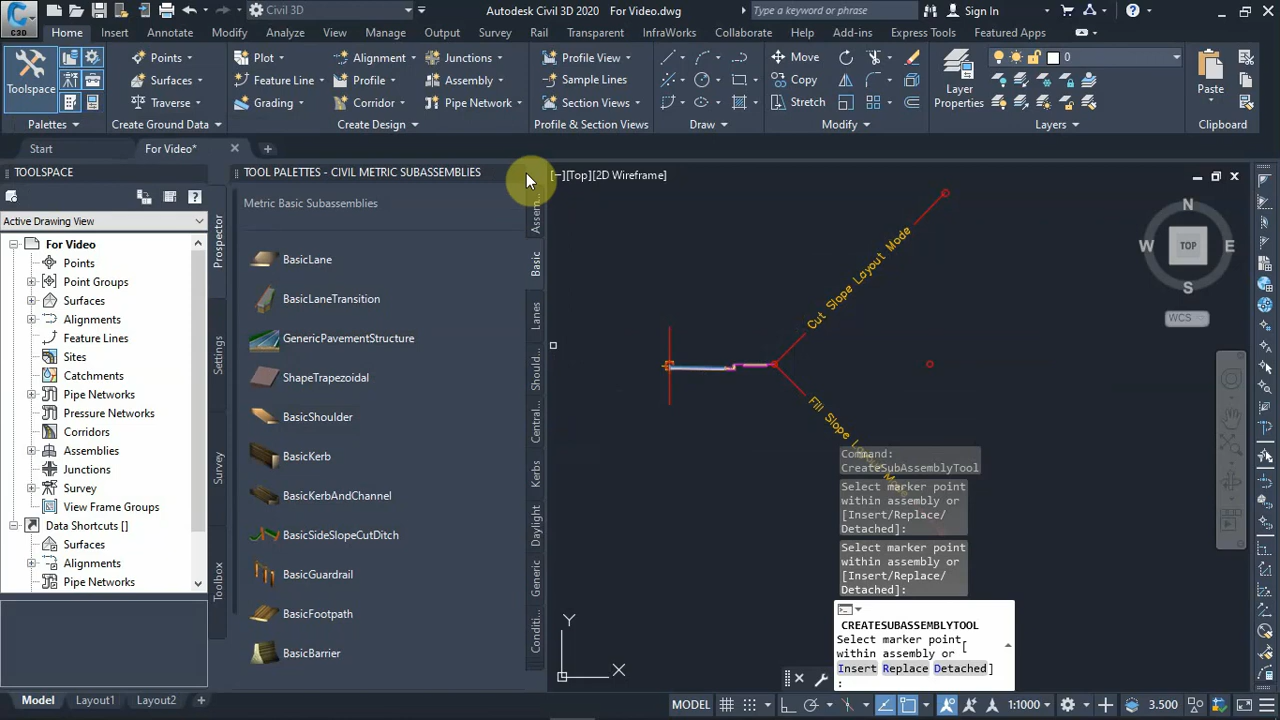 Civil 3D
Autodesk Civil 3D 2020 For Video.dwg
Type a keyword or phrase
Sign In
C3D
Home Insert Annotate Modify Analyze View Manage Output Survey Rail Transparent InfraWorks Collaborate Help Add-ins Express Tools Featured Apps
Toolspace
Points
Surfaces
Traverse
Plot
Feature Line
Grading
Alignment
Profile
Corridor
Junctions
Assembly
Pipe Network
Profile View
Sample Lines
Section Views
Move
Copy
Stretch
Layer
Properties
0
Paste
Palettes Create Ground Data Create Design Profile & Section Views Draw Modify Layers Clipboard
Start For Video*
TOOLSPACE
Active Drawing View
For Video
Points
Point Groups
Surfaces
Alignments
Feature Lines
Sites
Catchments
Pipe Networks
Pressure Networks
Corridors
Assemblies
Junctions
Survey
View Frame Groups
Data Shortcuts []
Surfaces
Alignments
Pipe Networks
Prospector
Settings
Survey
Toolbox
TOOL PALETTES - CIVIL METRIC SUBASSEMBLIES
Metric Basic Subassemblies
BasicLane
BasicLaneTransition
GenericPavementStructure
ShapeTrapezoidal
BasicShoulder
BasicKerb
BasicKerbAndChannel
BasicSideSlopeCutDitch
BasicGuardrail
BasicFootpath
BasicBarrier
Assem...
Basic
Lanes
Should...
Central...
Kerbs
Daylight
Generic
Conditi...
[−][Top][2D Wireframe]
Cut Slope Layout Mode
Fill Slope
N
W TOP E
S
WCS
Command:
CreateSubAssemblyTool
Select marker point
within assembly or
[Insert/Replace/
Detached]:
Select marker point
within assembly or
[Insert/Replace/
Detached]:
CREATESUBASSEMBLYTOOL
Select marker point
within assembly or [
Insert Replace Detached]
:
Y
X
Model Layout1 Layout2
MODEL
1:1000
3.500